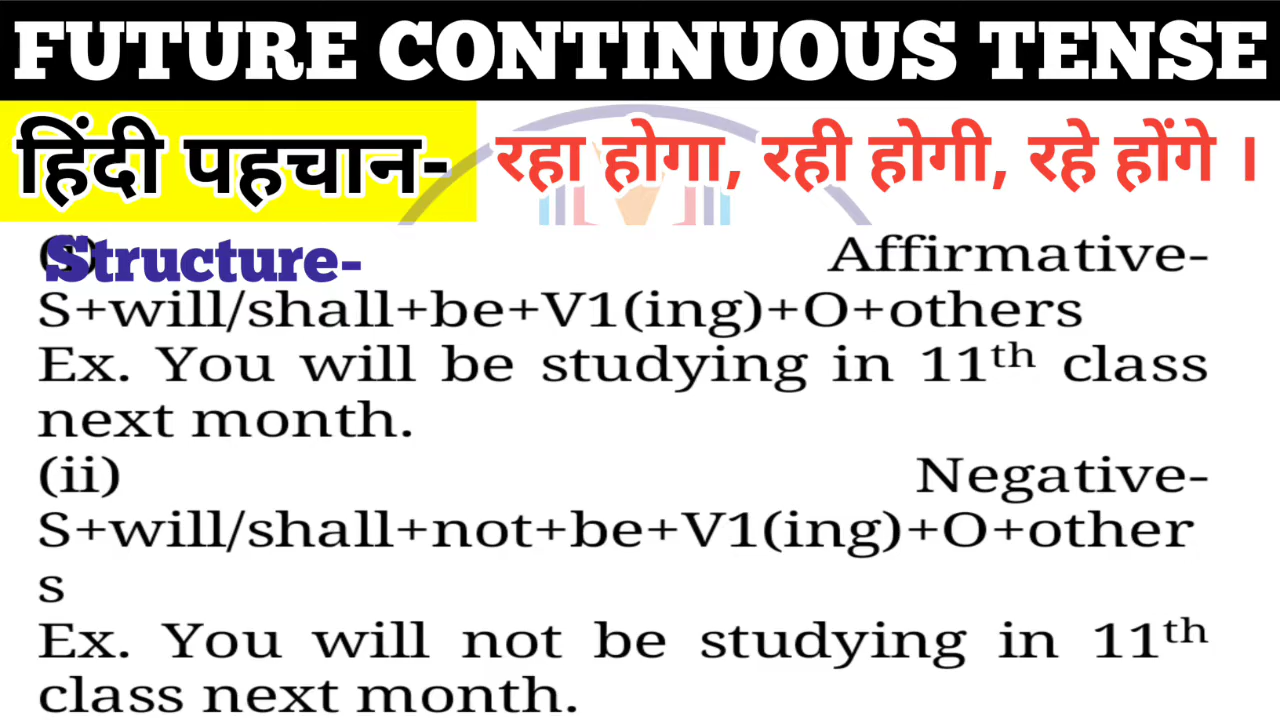 FUTURE CONTINUOUS TENSE
हिंदी पहचान- रहा होगा, रही होगी, रहे होंगे ।
Structure- Affirmative-
S+will/shall+be+V1(ing)+O+others
Ex. You will be studying in 11th class
next month.
(ii) Negative-
S+will/shall+not+be+V1(ing)+O+other
s
Ex. You will not be studying in 11th
class next month.